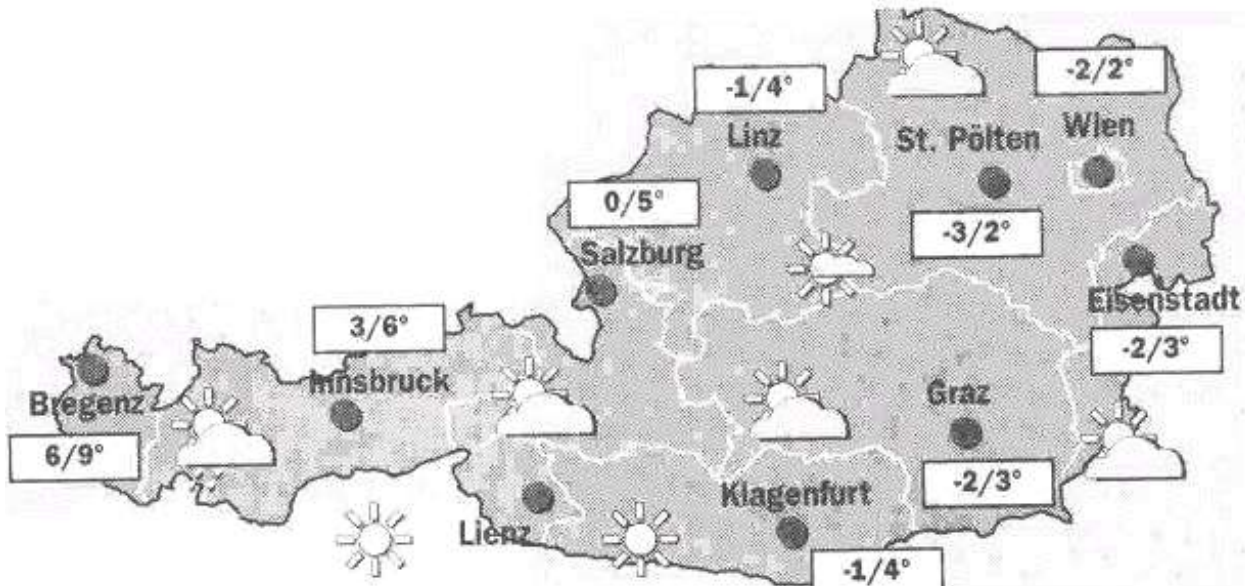 -2/2°
-1/4°
Wien
Linz
St. Pölten
0/5°
-3/2°
Salzburg
Eisenstadt
3/6°
-2/3°
Innsbruck
Bregenz
Graz
6/9°
-2/3°
Klagenfurt
Lienz
-1/4°